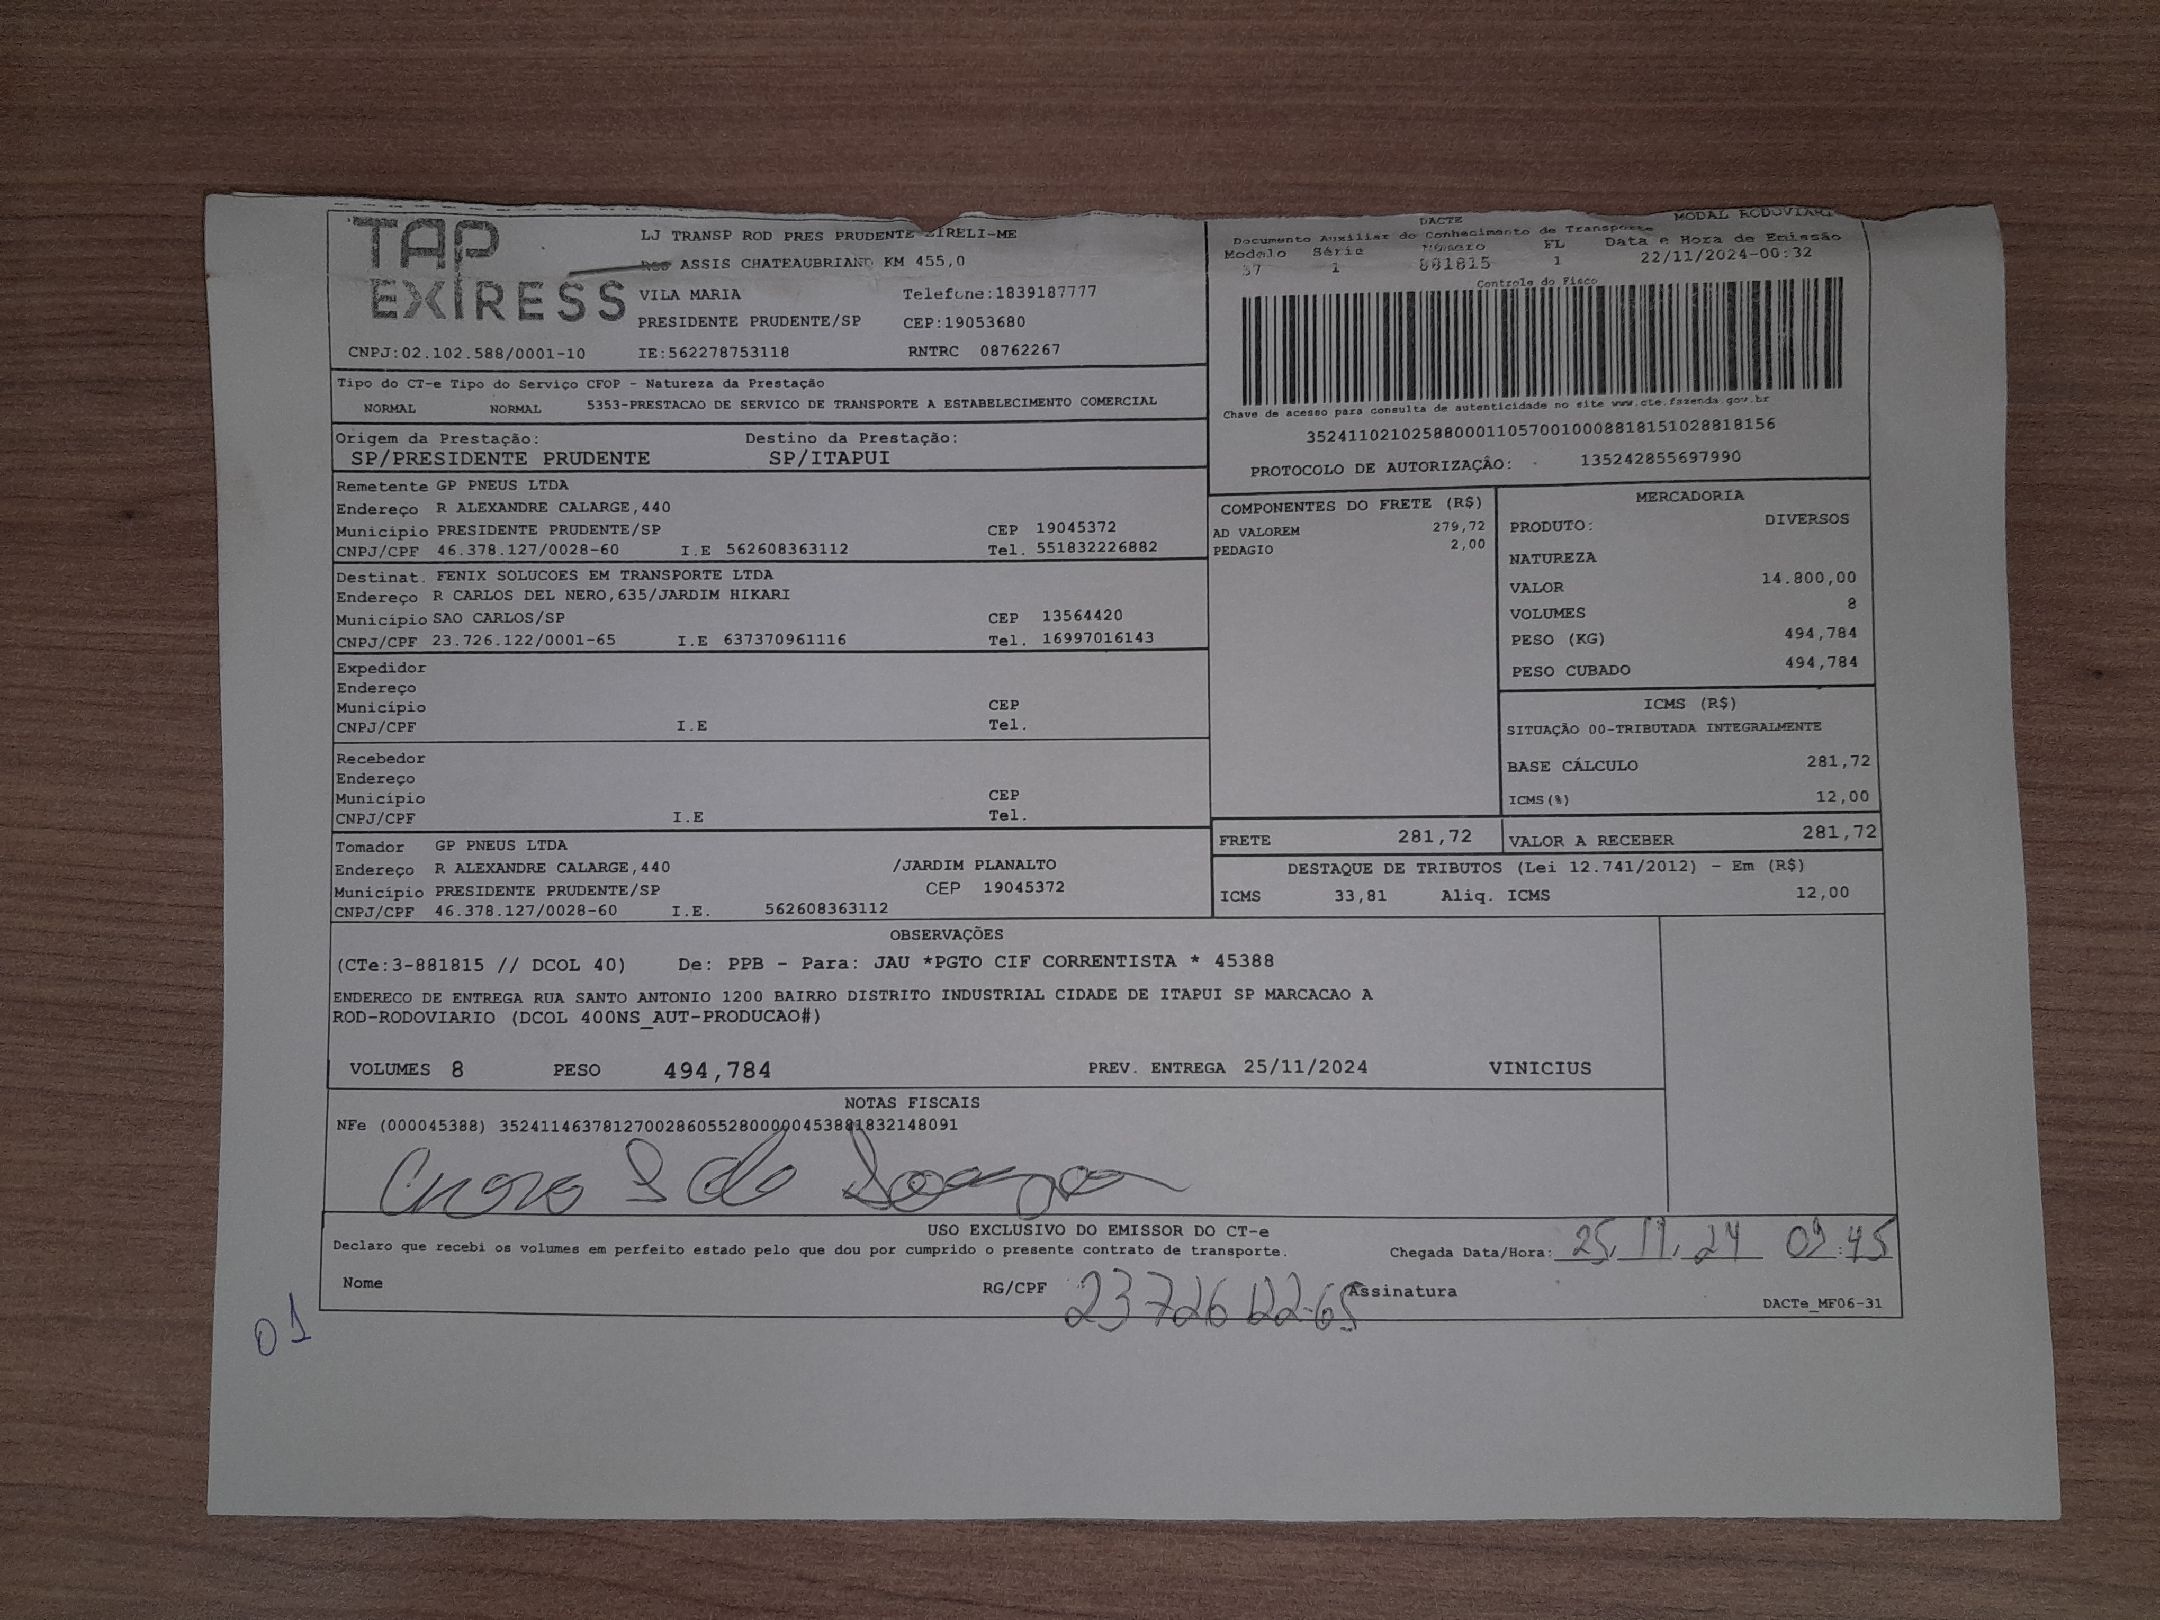 TAP EXPRESS
LJ TRANSP ROD PRES PRUDENTE EIRELI-ME
ASSIS CHATEAUBRIAND KM 455,0
VILA MARIA Telefone:1839187777
PRESIDENTE PRUDENTE/SP CEP:19053680
CNPJ:02.102.588/0001-10 IE:562278753118 RNTRC 08762267
DACTE MODAL RODOVIARI
Documento Auxiliar do Conhecimento de Transporte
Modelo Série Número FL Data e Hora de Emissão
57 1 881815 1 22/11/2024-00:32
Controle do Fisco
Chave de acesso para consulta de autenticidade no site www.cte.fazenda.gov.br
35241102102588000110570010008818151028818156
PROTOCOLO DE AUTORIZAÇÃO: 135242855697990
Tipo do CT-e Tipo do Serviço CFOP - Natureza da Prestação
NORMAL NORMAL 5353-PRESTACAO DE SERVICO DE TRANSPORTE A ESTABELECIMENTO COMERCIAL
Origem da Prestação: Destino da Prestação:
SP/PRESIDENTE PRUDENTE SP/ITAPUI
Remetente GP PNEUS LTDA
Endereço R ALEXANDRE CALARGE,440
Município PRESIDENTE PRUDENTE/SP CEP 19045372
CNPJ/CPF 46.378.127/0028-60 I.E 562608363112 Tel. 551832226882
Destinat. FENIX SOLUCOES EM TRANSPORTE LTDA
Endereço R CARLOS DEL NERO,635/JARDIM HIKARI
Município SAO CARLOS/SP CEP 13564420
CNPJ/CPF 23.726.122/0001-65 I.E 637370961116 Tel. 16997016143
Expedidor
Endereço
Município CEP
CNPJ/CPF I.E Tel.
Recebedor
Endereço
Município CEP
CNPJ/CPF I.E Tel.
Tomador GP PNEUS LTDA
Endereço R ALEXANDRE CALARGE,440 /JARDIM PLANALTO
Município PRESIDENTE PRUDENTE/SP CEP 19045372
CNPJ/CPF 46.378.127/0028-60 I.E. 562608363112
COMPONENTES DO FRETE (R$)
AD VALOREM 279,72
PEDAGIO 2,00
MERCADORIA
PRODUTO: DIVERSOS
NATUREZA
VALOR 14.800,00
VOLUMES 8
PESO (KG) 494,784
PESO CUBADO 494,784
ICMS (R$)
SITUAÇÃO 00-TRIBUTADA INTEGRALMENTE
BASE CÁLCULO 281,72
ICMS(%) 12,00
FRETE 281,72 VALOR A RECEBER 281,72
DESTAQUE DE TRIBUTOS (Lei 12.741/2012) - Em (R$)
ICMS 33,81 Aliq. ICMS 12,00
OBSERVAÇÕES
(CTe:3-881815 // DCOL 40) De: PPB - Para: JAU *PGTO CIF CORRENTISTA * 45388
ENDERECO DE ENTREGA RUA SANTO ANTONIO 1200 BAIRRO DISTRITO INDUSTRIAL CIDADE DE ITAPUI SP MARCACAO A
ROD-RODOVIARIO (DCOL 400NS_AUT-PRODUCAO#)
VOLUMES 8 PESO 494,784 PREV. ENTREGA 25/11/2024 VINICIUS
NOTAS FISCAIS
NFe (000045388) 35241146378127002860552800000453881832148091
USO EXCLUSIVO DO EMISSOR DO CT-e
Declaro que recebi os volumes em perfeito estado pelo que dou por cumprido o presente contrato de transporte. Chegada Data/Hora: 25.11.24 09:45
Nome RG/CPF 23726122-65 Assinatura
DACTe_MF06-31
01